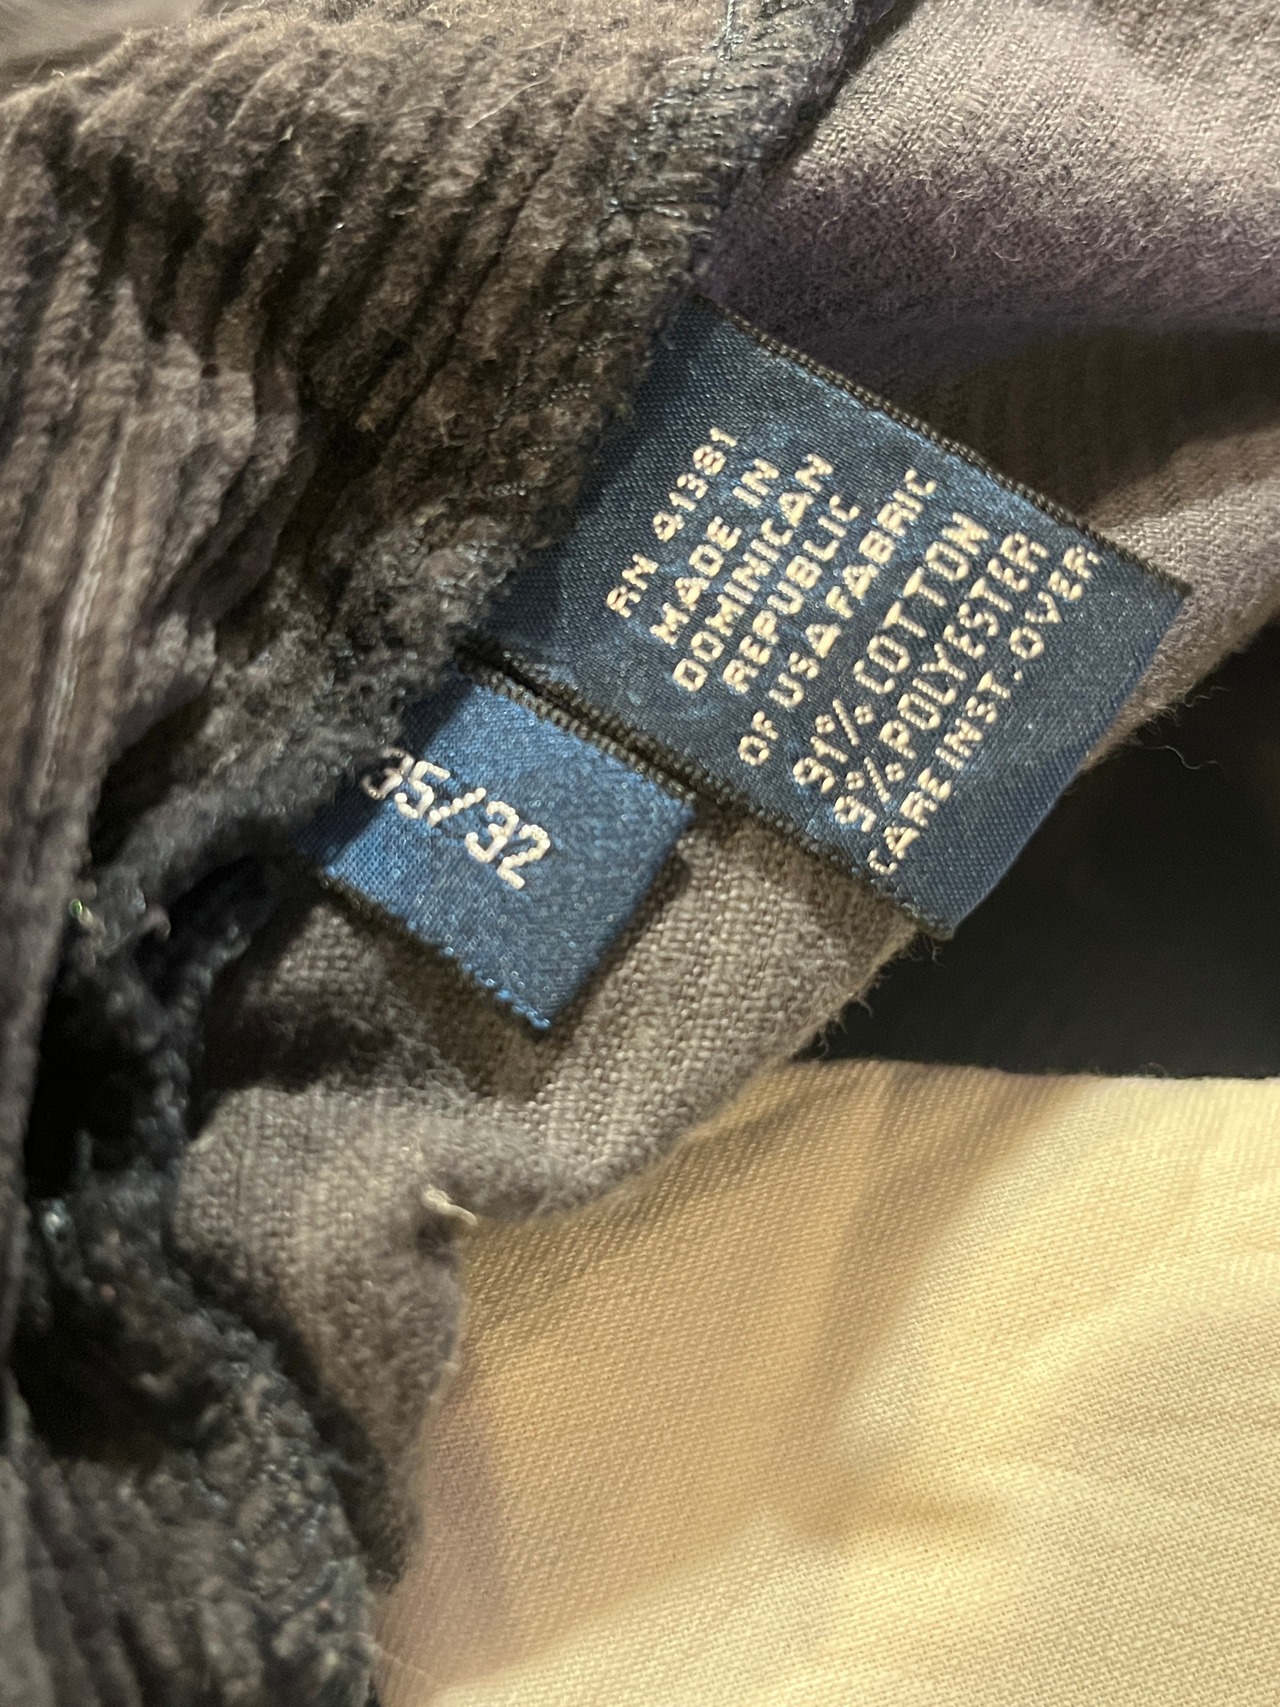 RN 41381
MADE IN
DOMINICAN
REPUBLIC
OF USA FABRIC
91% COTTON
9% POLYESTER
CARE INST. OVER
35/32